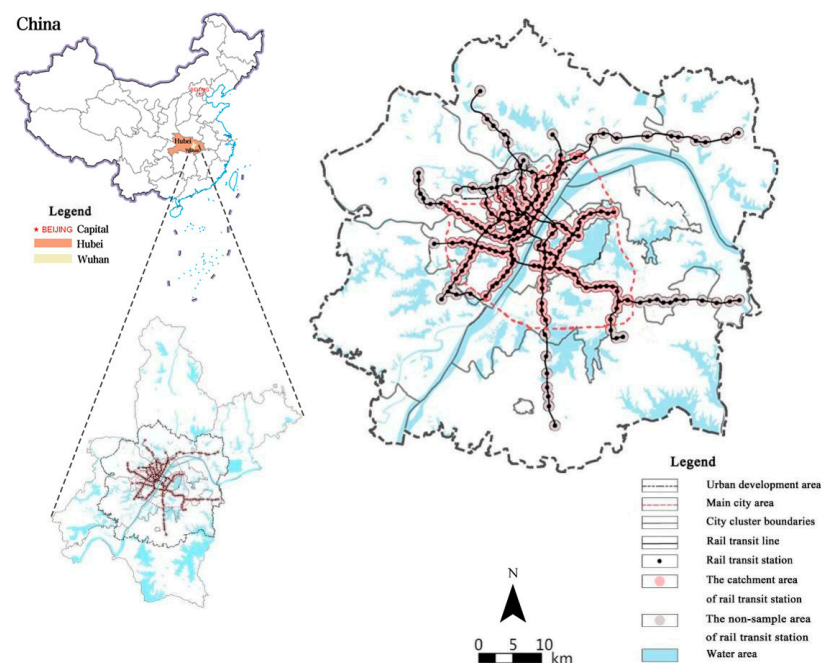 China
BEIJING
Hubei
Legend
★ BEIJING Capital
Hubei
Wuhan
Legend
Urban development area
Main city area
City cluster boundaries
Rail transit line
Rail transit station
The catchment area
of rail transit station
The non-sample area
of rail transit station
Water area
N
0 5 10
km